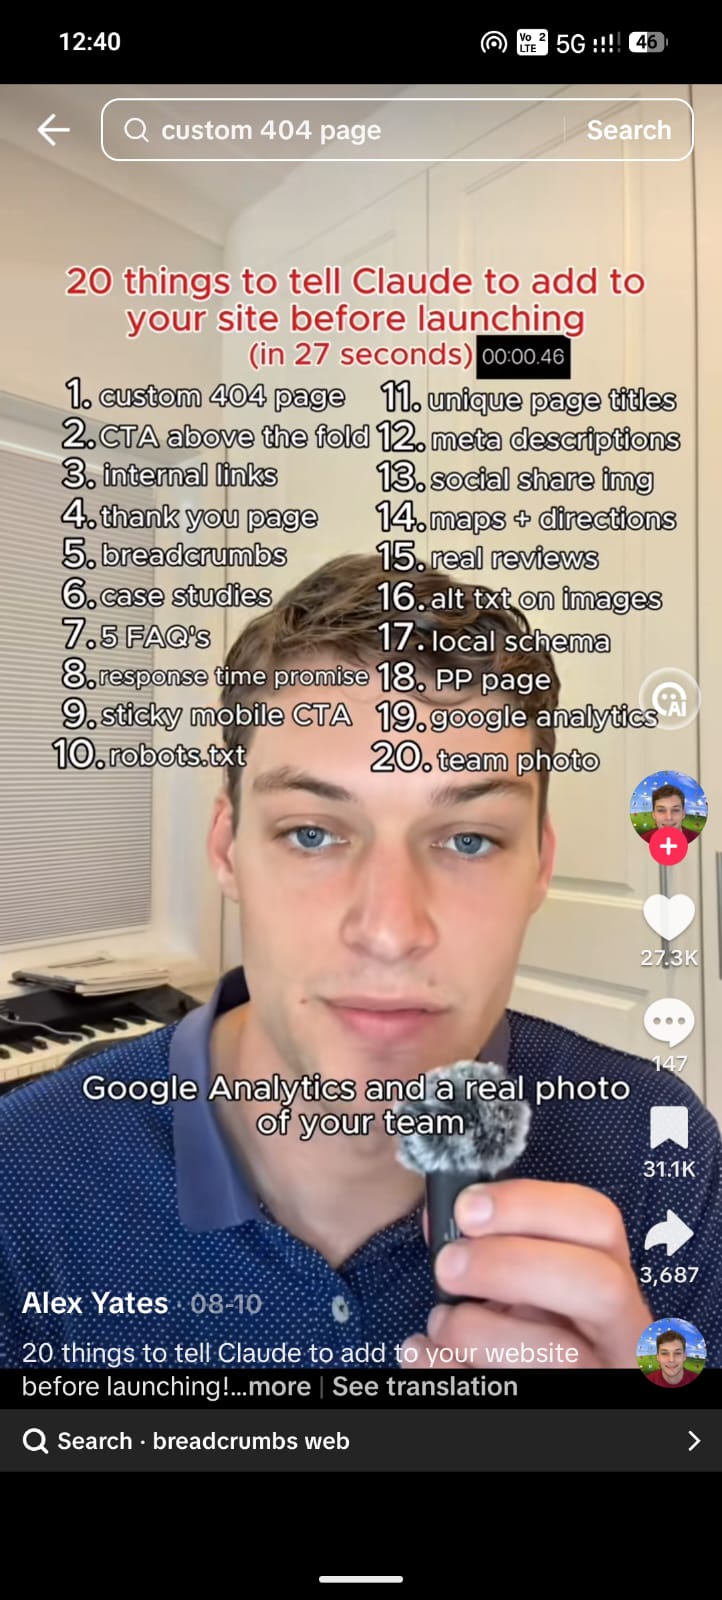 12:40
Vo 2
LTE
5G
46
custom 404 page
Search
20 things to tell Claude to add to
your site before launching
(in 27 seconds)
00:00.46
1. custom 404 page
2. CTA above the fold
3. internal links
4. thank you page
5. breadcrumbs
6. case studies
7. 5 FAQ's
8. response time promise
9. sticky mobile CTA
10. robots.txt
11. unique page titles
12. meta descriptions
13. social share img
14. maps + directions
15. real reviews
16. alt txt on images
17. local schema
18. PP page
19. google analytics
20. team photo
AI
27.3K
147
31.1K
3,687
Google Analytics and a real photo
of your team
Alex Yates · 08-10
20 things to tell Claude to add to your website
before launching!...more | See translation
Search · breadcrumbs web